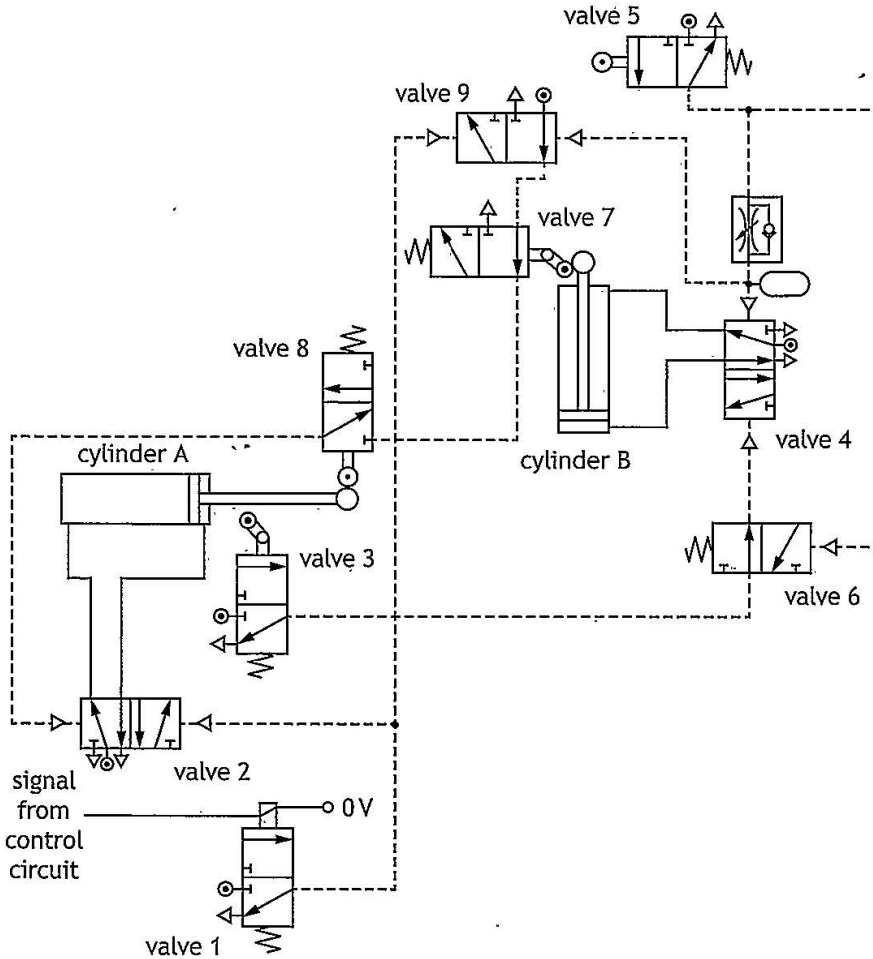 valve 5
valve 9
valve 7
valve 8
valve 4
cylinder A
cylinder B
valve 3
valve 6
valve 2
signal
from
control
circuit
0 V
valve 1